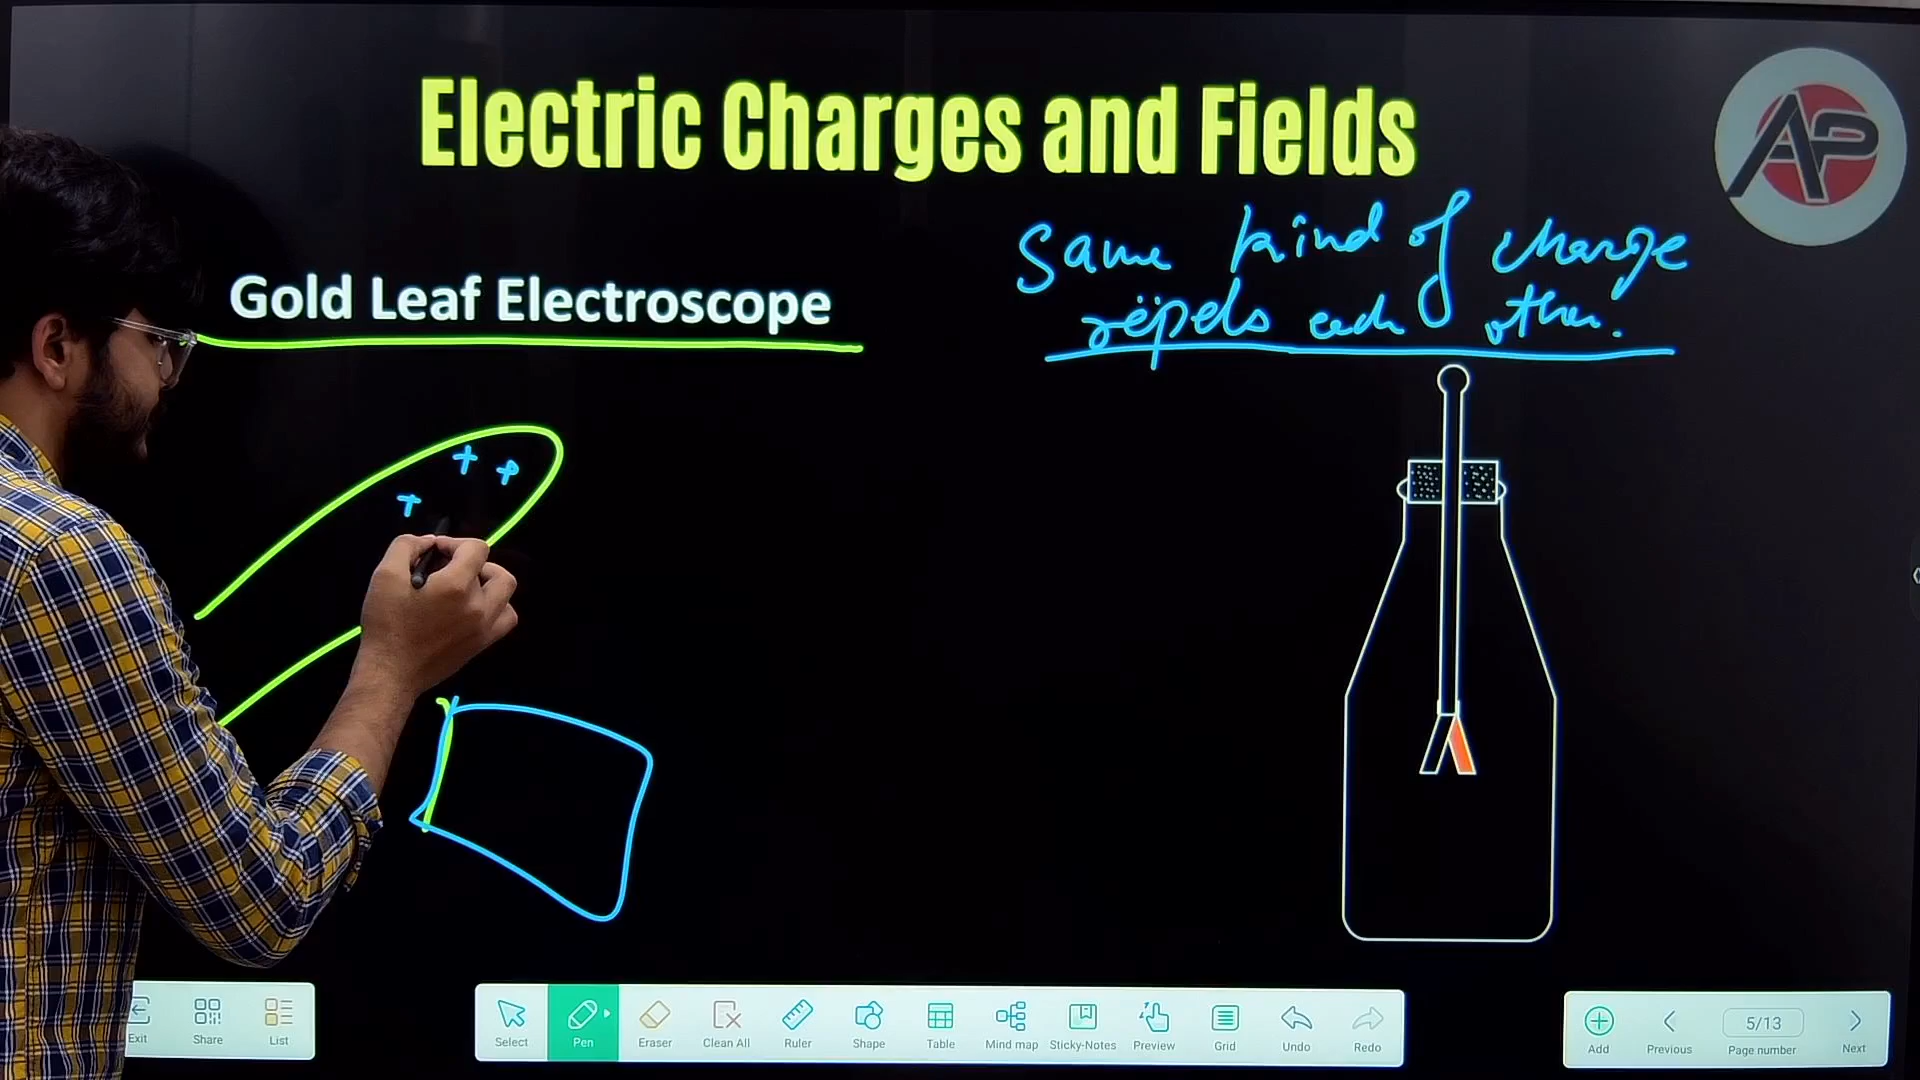 Electric Charges and Fields
AP
Same kind of charge
repels each other.
Gold Leaf Electroscope
+ +
+
Exit Share List
Select Pen Eraser Clean All Ruler Shape Table Mind map Sticky-Notes Preview Grid Undo Redo
Add Previous 5/13 Page number Next